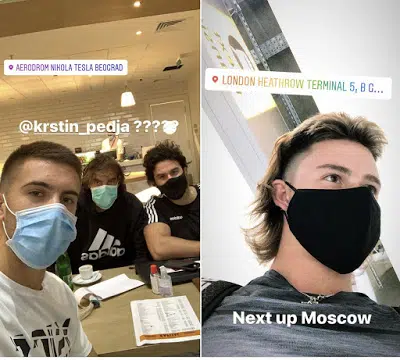 AERODROM NIKOLA TESLA BEOGRAD
@krstin_pedja ?????
adidas
LONDON HEATHROW TERMINAL 5, B G...
Next up Moscow